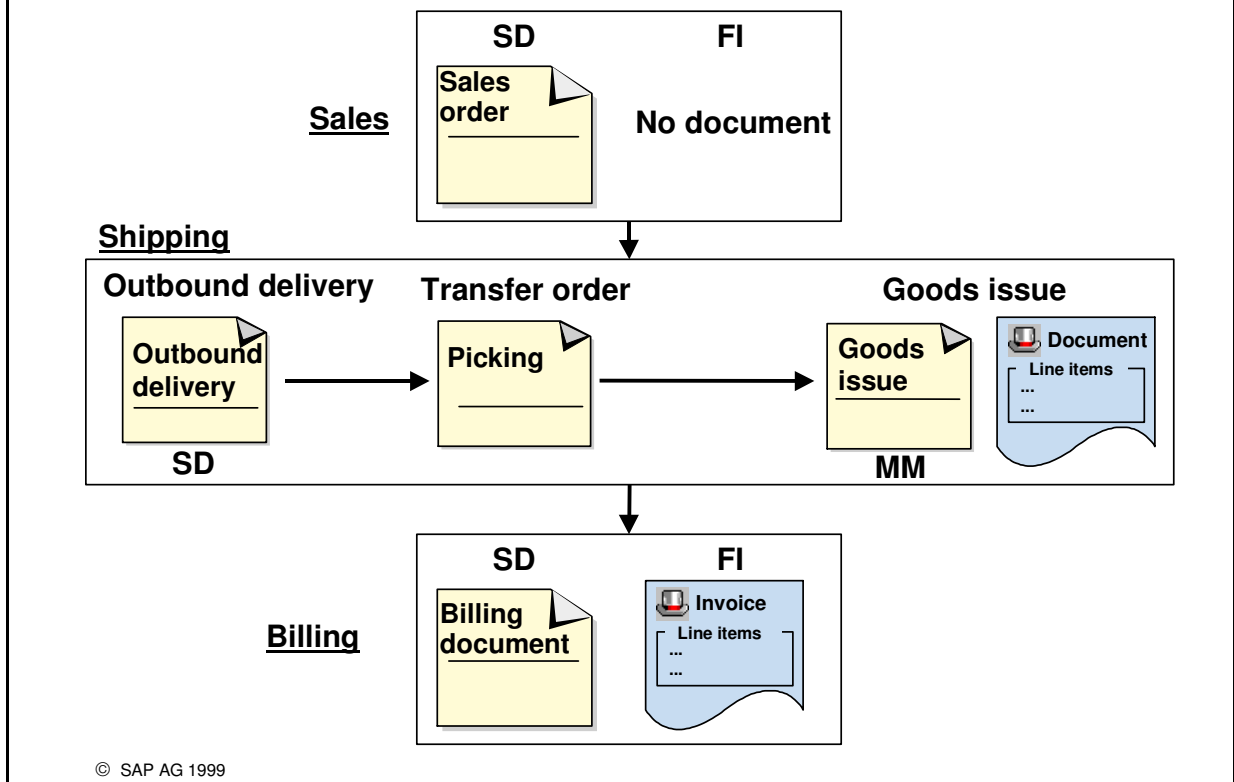 SD FI
Sales
order
Sales
No document
Shipping
Outbound delivery Transfer order Goods issue
Outbound
delivery
SD
Picking
Goods
issue
MM
Document
Line items
...
...
SD FI
Billing
Billing
document
Invoice
Line items
...
...
© SAP AG 1999